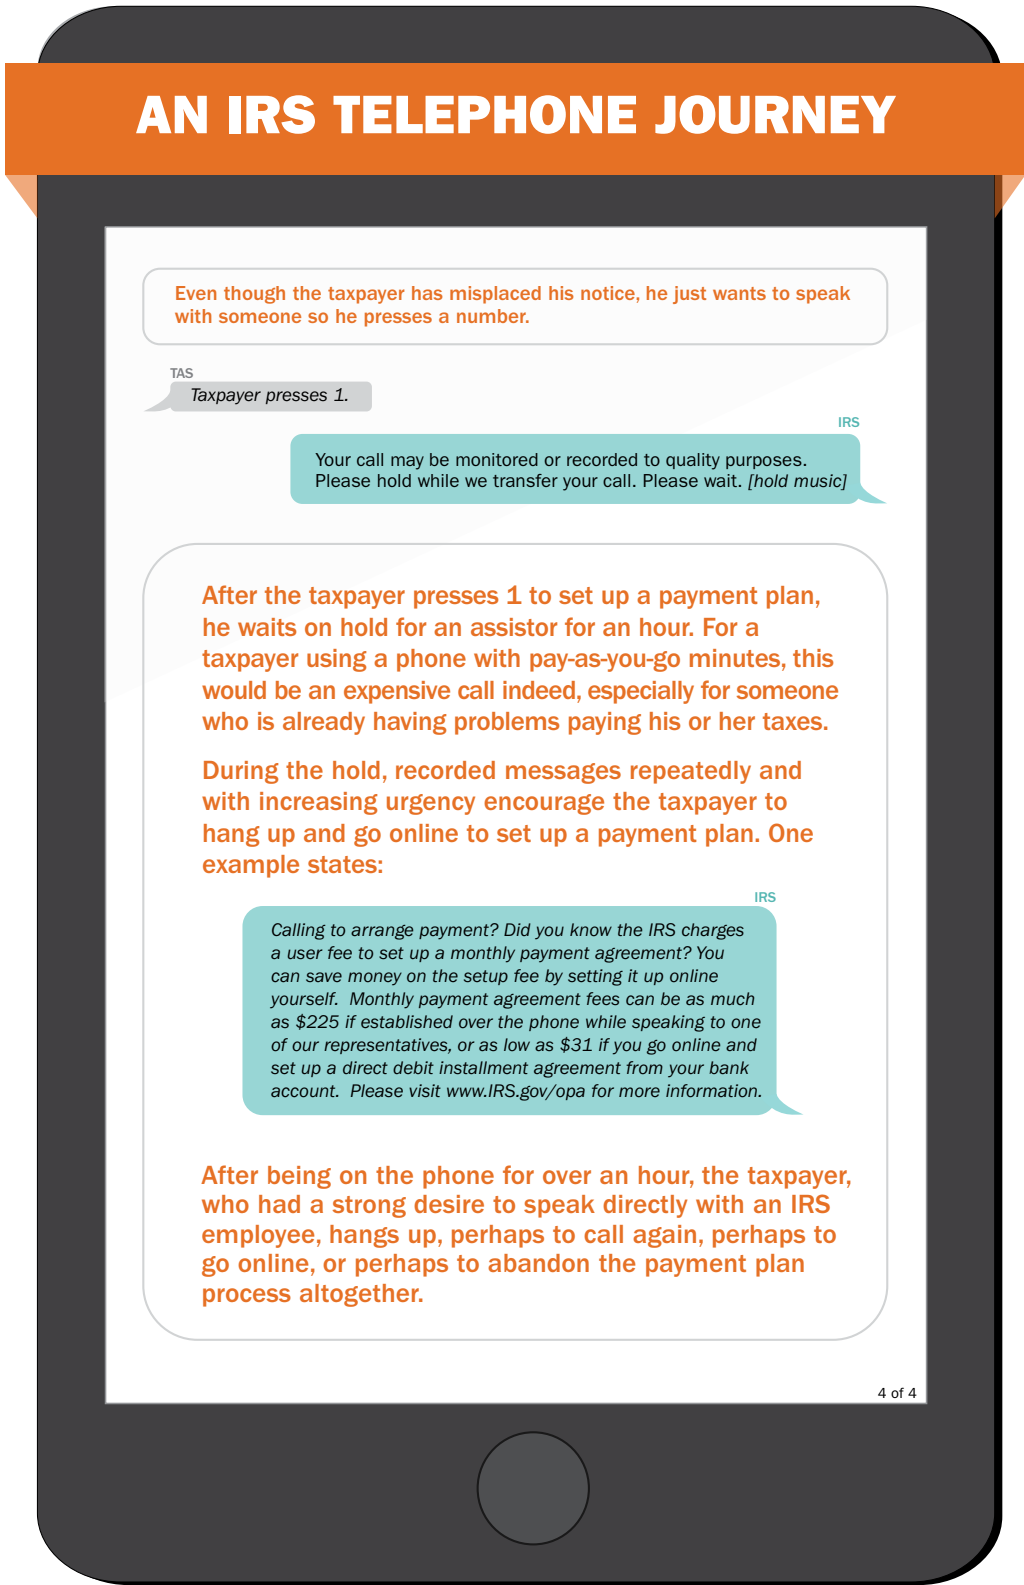 AN IRS TELEPHONE JOURNEY
Even though the taxpayer has misplaced his notice, he just wants to speak
with someone so he presses a number.
TAS
Taxpayer presses 1.
IRS
Your call may be monitored or recorded to quality purposes.
Please hold while we transfer your call. Please wait. [hold music]
After the taxpayer presses 1 to set up a payment plan,
he waits on hold for an assistor for an hour. For a
taxpayer using a phone with pay-as-you-go minutes, this
would be an expensive call indeed, especially for someone
who is already having problems paying his or her taxes.
During the hold, recorded messages repeatedly and
with increasing urgency encourage the taxpayer to
hang up and go online to set up a payment plan. One
example states:
IRS
Calling to arrange payment? Did you know the IRS charges
a user fee to set up a monthly payment agreement? You
can save money on the setup fee by setting it up online
yourself.  Monthly payment agreement fees can be as much
as $225 if established over the phone while speaking to one
of our representatives, or as low as $31 if you go online and
set up a direct debit installment agreement from your bank
account.  Please visit www.IRS.gov/opa for more information.
After being on the phone for over an hour, the taxpayer,
who had a strong desire to speak directly with an IRS
employee, hangs up, perhaps to call again, perhaps to
go online, or perhaps to abandon the payment plan
process altogether.
4 of 4